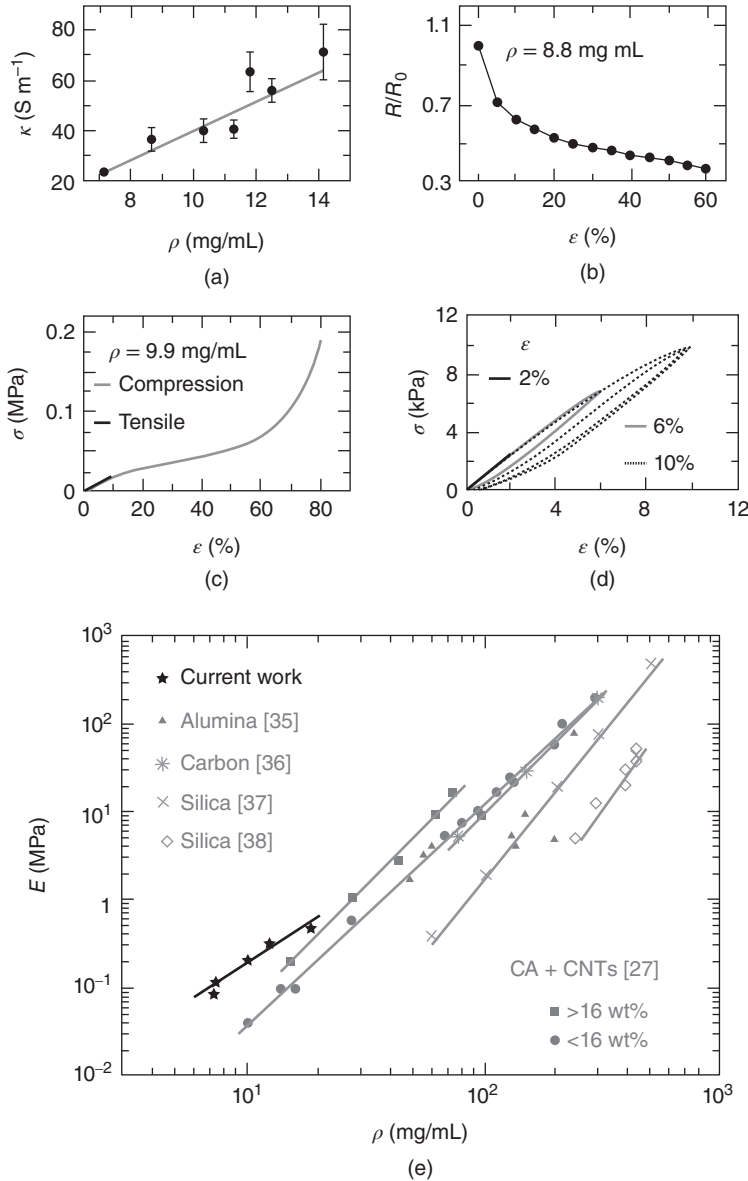 80
60
40
20
κ (S m⁻¹)
8 10 12 14
ρ (mg/mL)
(a)
1.1
0.7
0.3
R/R₀
ρ = 8.8 mg mL
0 20 40 60
ε (%)
(b)
0.2
0.1
0
σ (MPa)
ρ = 9.9 mg/mL
Compression
Tensile
0 20 40 60 80
ε (%)
(c)
12
9
6
3
0
σ (kPa)
ε
2%
6%
10%
0 4 8 12
ε (%)
(d)
10³
10²
10¹
1
10⁻¹
10⁻²
E (MPa)
Current work
Alumina [35]
Carbon [36]
Silica [37]
Silica [38]
CA + CNTs [27]
>16 wt%
<16 wt%
10¹ 10² 10³
ρ (mg/mL)
(e)